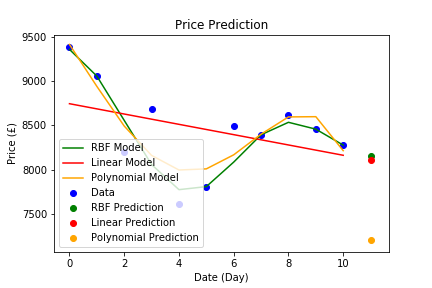 Price Prediction
9500
9000
8500
8000
7500
Price (£)
RBF Model
Linear Model
Polynomial Model
Data
RBF Prediction
Linear Prediction
Polynomial Prediction
0 2 4 6 8 10
Date (Day)